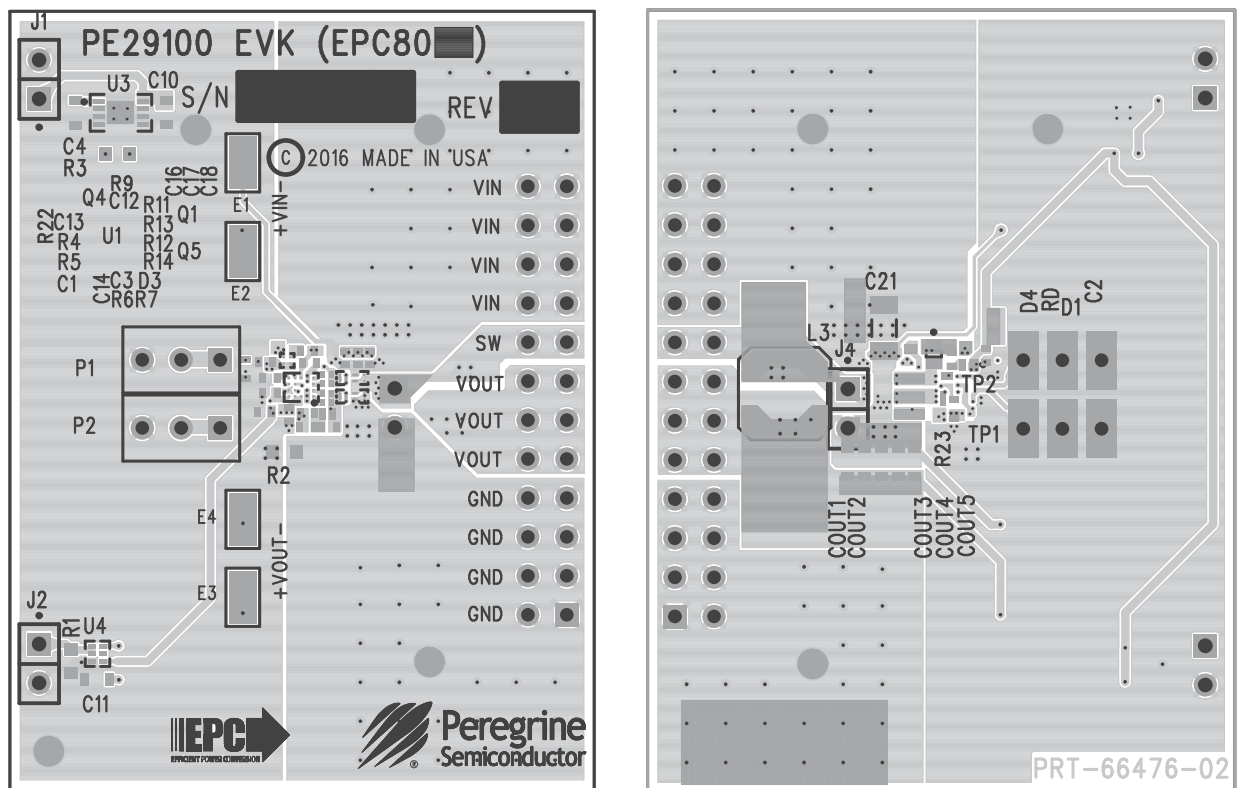 J1
PE29100 EVK (EPC80 )
U3
C10
S/N
REV
C4
R3
© 2016 MADE IN USA
R9
C16
C17
C18
Q4
C12
R11
Q1
E1
+VIN-
R22
C13
R13
R4
U1
R12
Q5
R5
R14
C1
C14
C3
D3
R6
R7
E2
VIN
VIN
VIN
VIN
SW
VOUT
VOUT
VOUT
GND
GND
GND
GND
P1
P2
R2
E4
+VOUT-
E3
J2
R1
U4
C11
EPC
EFFICIENT POWER CONVERSION
Peregrine
Semiconductor
®
C21
L3
J4
D4
RD
D1
C2
TP2
TP1
R23
COUT1
COUT2
COUT3
COUT4
COUT5
PRT-66476-02